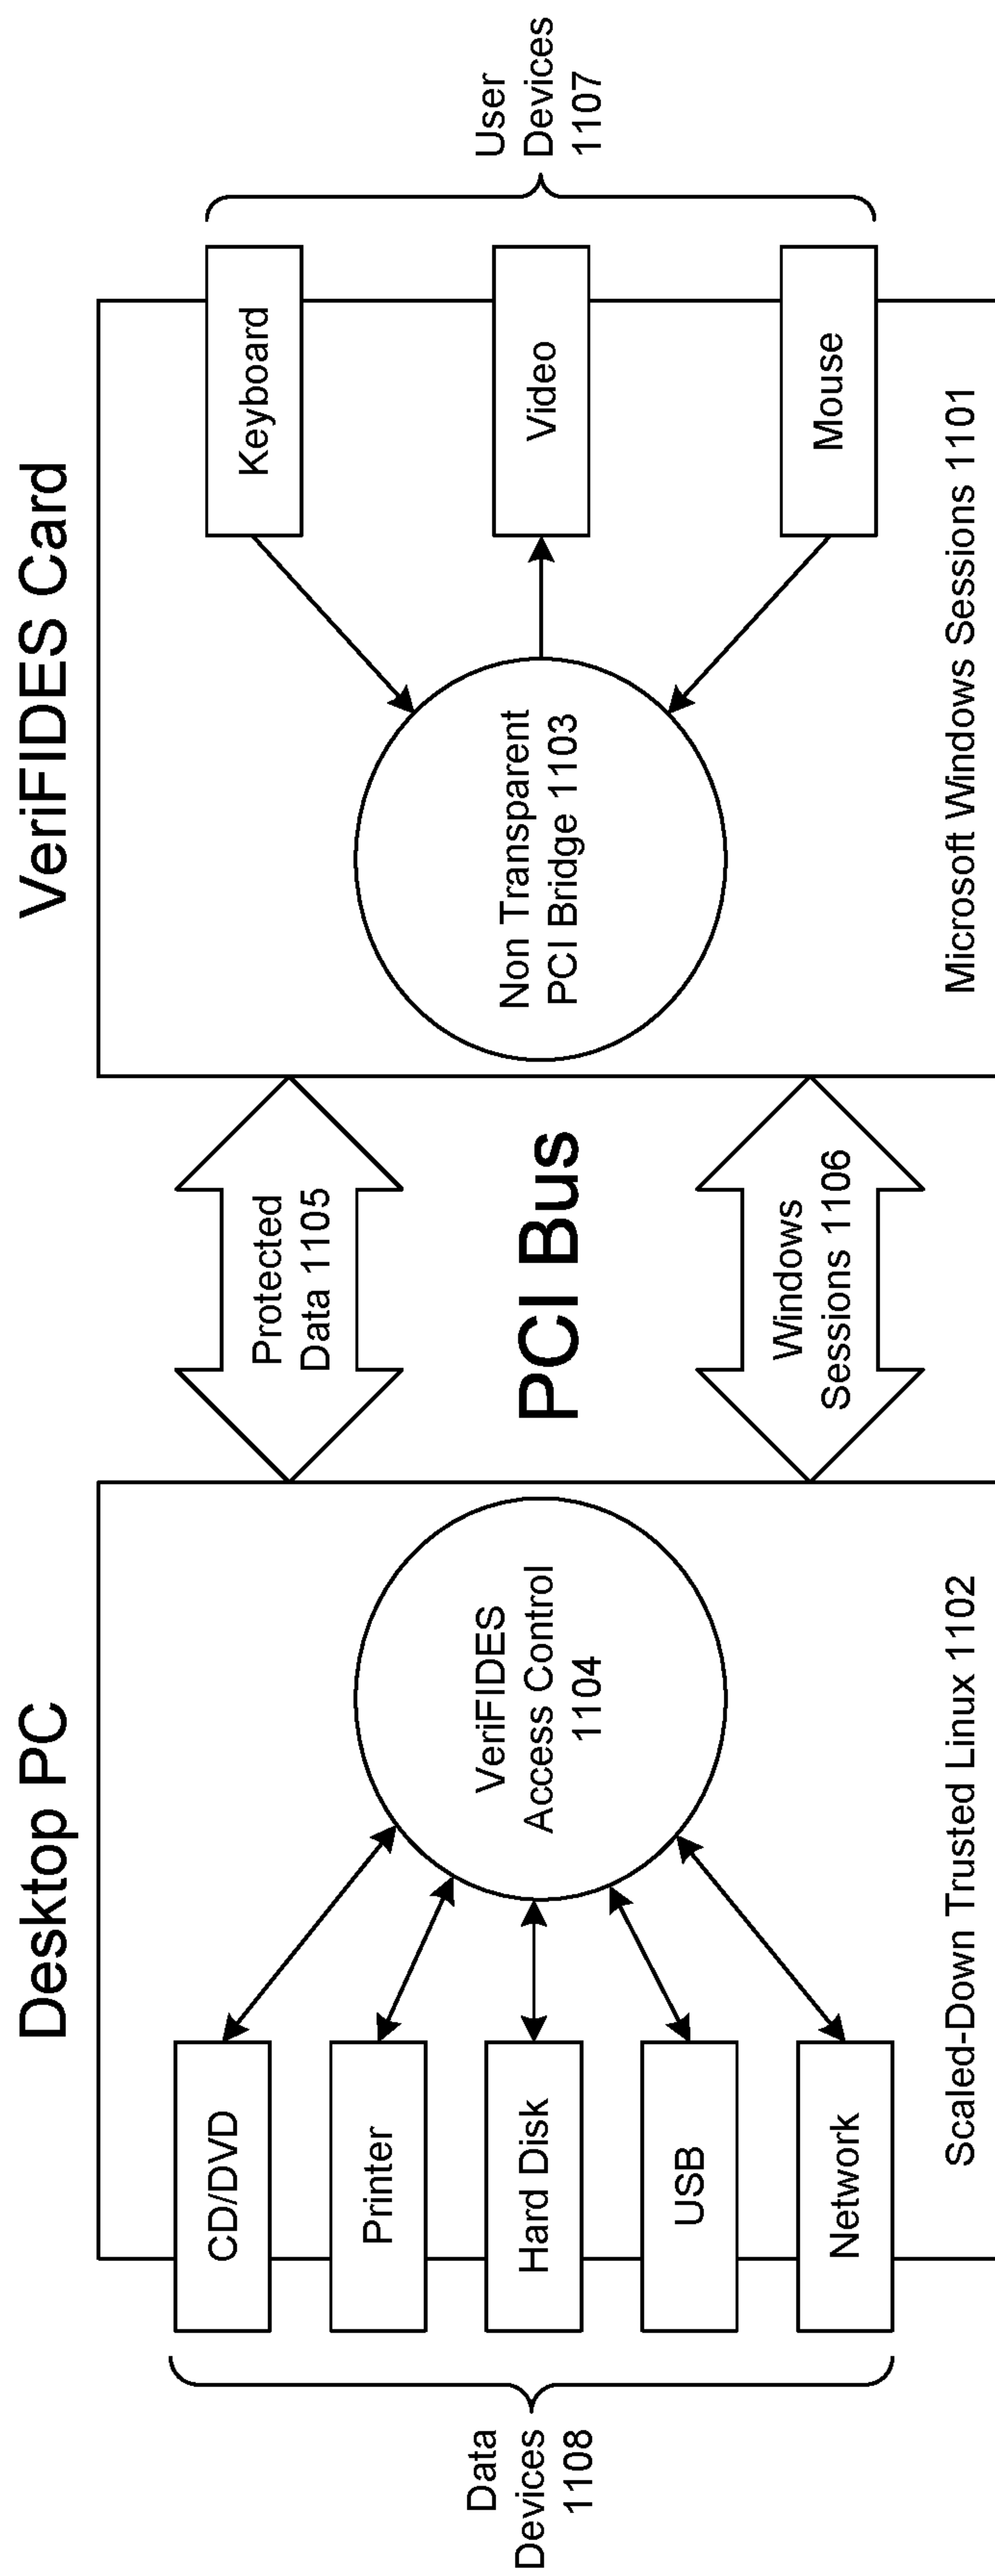 Desktop PC
VeriFIDES Card
Data
Devices
1108
CD/DVD
Printer
Hard Disk
USB
Network
VeriFIDES
Access Control
1104
Scaled-Down Trusted Linux 1102
Protected
Data 1105
PCI Bus
Windows
Sessions 1106
Non Transparent
PCI Bridge 1103
Keyboard
Video
Mouse
Microsoft Windows Sessions 1101
User
Devices
1107